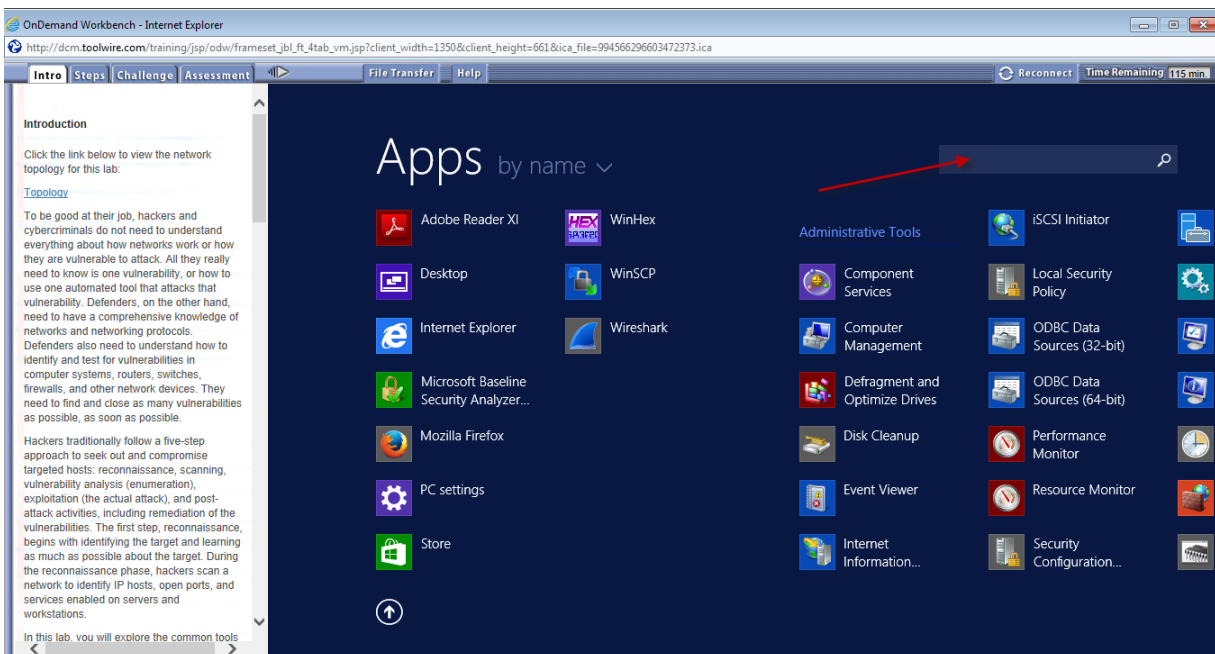 OnDemand Workbench - Internet Explorer
http://dcm.toolwire.com/training/jsp/odw/frameset_jbl_ft_4tab_vm.jsp?client_width=1350&client_height=661&ica_file=994566296603472373.ica
Intro Steps Challenge Assessment File Transfer Help Reconnect Time Remaining 115 min.
Introduction
Click the link below to view the network
topology for this lab:
Topology
To be good at their job, hackers and
cybercriminals do not need to understand
everything about how networks work or how
they are vulnerable to attack. All they really
need to know is one vulnerability, or how to
use one automated tool that attacks that
vulnerability. Defenders, on the other hand,
need to have a comprehensive knowledge of
networks and networking protocols.
Defenders also need to understand how to
identify and test for vulnerabilities in
computer systems, routers, switches,
firewalls, and other network devices. They
need to find and close as many vulnerabilities
as possible, as soon as possible.
Hackers traditionally follow a five-step
approach to seek out and compromise
targeted hosts: reconnaissance, scanning,
vulnerability analysis (enumeration),
exploitation (the actual attack), and post-
attack activities, including remediation of the
vulnerabilities. The first step, reconnaissance,
begins with identifying the target and learning
as much as possible about the target. During
the reconnaissance phase, hackers scan a
network to identify IP hosts, open ports, and
services enabled on servers and
workstations.
In this lab, you will explore the common tools
Apps by name
Adobe Reader XI
Desktop
Internet Explorer
Microsoft Baseline
Security Analyzer...
Mozilla Firefox
PC settings
Store
HEX
WinHex
WinSCP
Wireshark
Administrative Tools
Component
Services
Computer
Management
Defragment and
Optimize Drives
Disk Cleanup
Event Viewer
Internet
Information...
iSCSI Initiator
Local Security
Policy
ODBC Data
Sources (32-bit)
ODBC Data
Sources (64-bit)
Performance
Monitor
Resource Monitor
Security
Configuration...